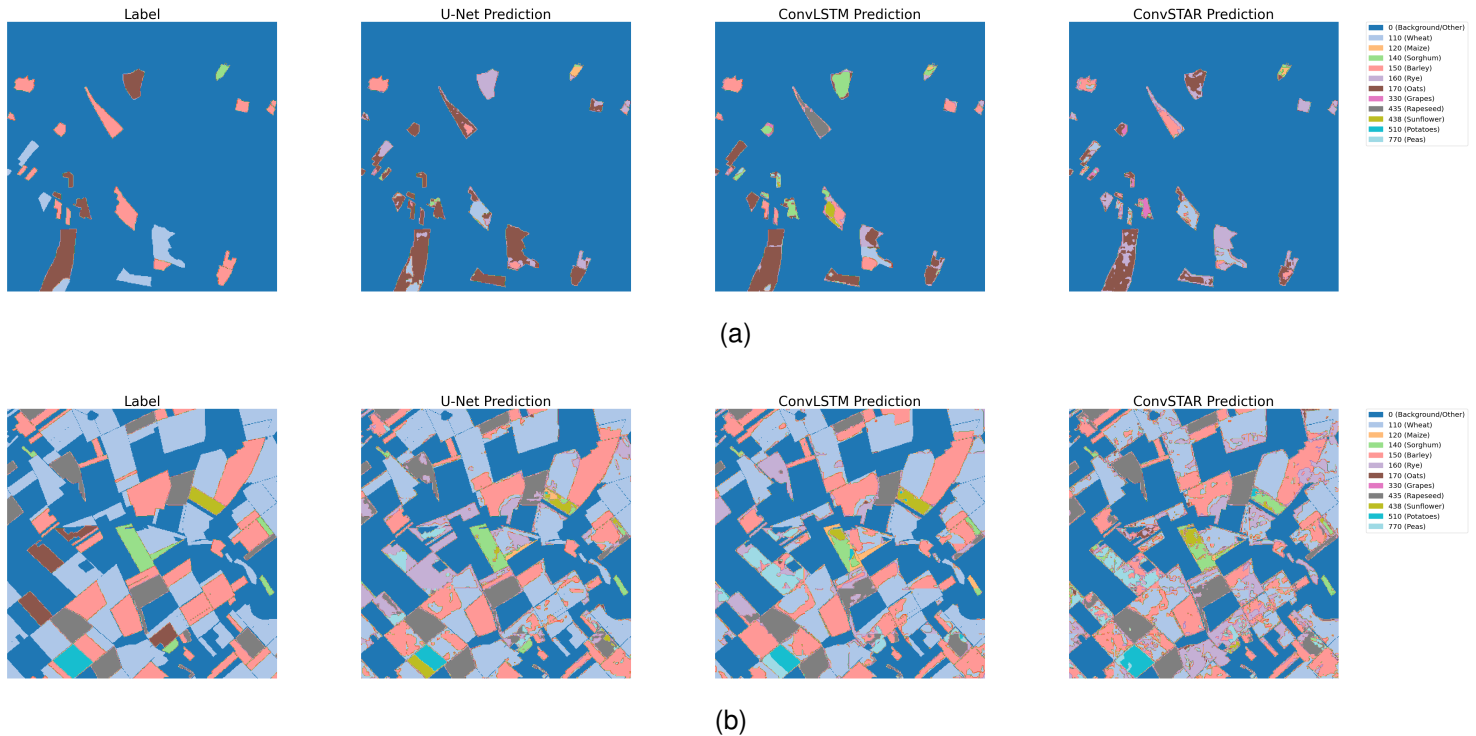 Label
U-Net Prediction
ConvLSTM Prediction
ConvSTAR Prediction
0 (Background/Other)
110 (Wheat)
120 (Maize)
140 (Sorghum)
150 (Barley)
160 (Rye)
170 (Oats)
330 (Grapes)
435 (Rapeseed)
438 (Sunflower)
510 (Potatoes)
770 (Peas)
(a)
Label
U-Net Prediction
ConvLSTM Prediction
ConvSTAR Prediction
0 (Background/Other)
110 (Wheat)
120 (Maize)
140 (Sorghum)
150 (Barley)
160 (Rye)
170 (Oats)
330 (Grapes)
435 (Rapeseed)
438 (Sunflower)
510 (Potatoes)
770 (Peas)
(b)